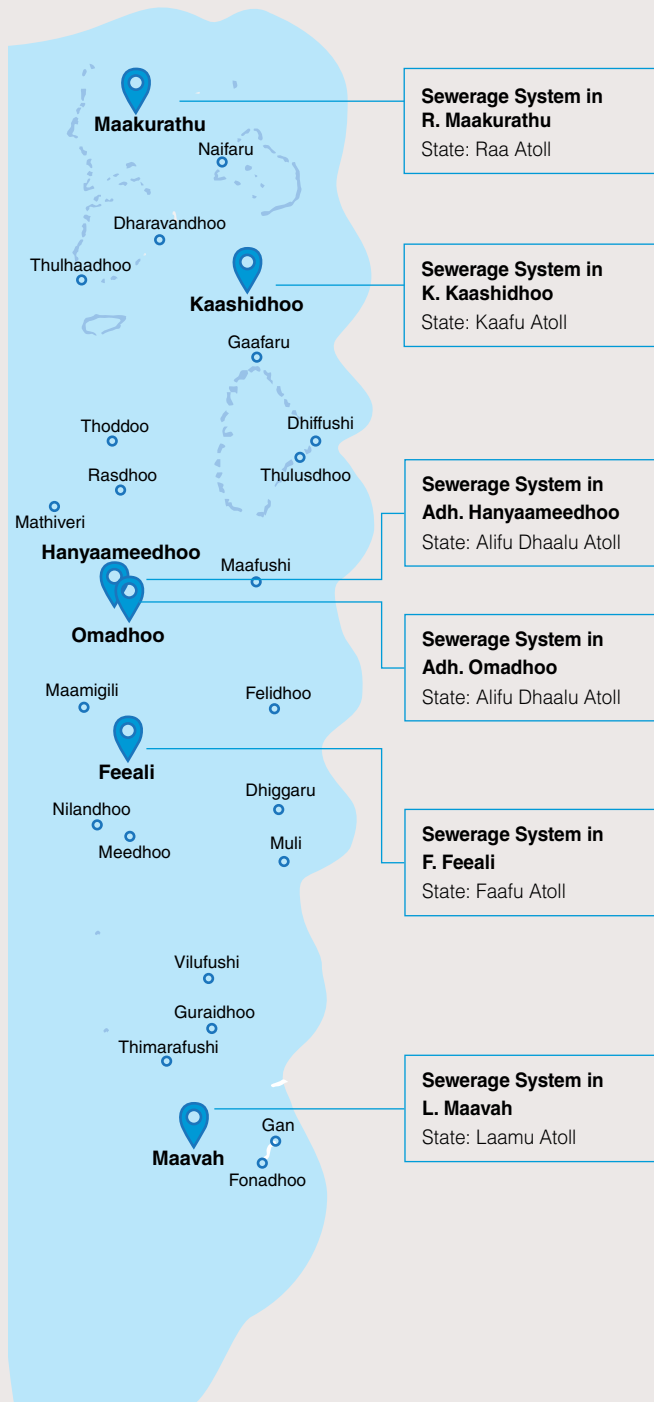 Maakurathu
Naifaru
Dharavandhoo
Thulhaadhoo
Kaashidhoo
Gaafaru
Thoddoo
Dhiffushi
Rasdhoo
Thulusdhoo
Mathiveri
Hanyaameedhoo
Maafushi
Omadhoo
Maamigili
Felidhoo
Feeali
Dhiggaru
Nilandhoo
Meedhoo
Muli
Vilufushi
Guraidhoo
Thimarafushi
Gan
Maavah
Fonadhoo
Sewerage System in
R. Maakurathu
State: Raa Atoll
Sewerage System in
K. Kaashidhoo
State: Kaafu Atoll
Sewerage System in
Adh. Hanyaameedhoo
State: Alifu Dhaalu Atoll
Sewerage System in
Adh. Omadhoo
State: Alifu Dhaalu Atoll
Sewerage System in
F. Feeali
State: Faafu Atoll
Sewerage System in
L. Maavah
State: Laamu Atoll